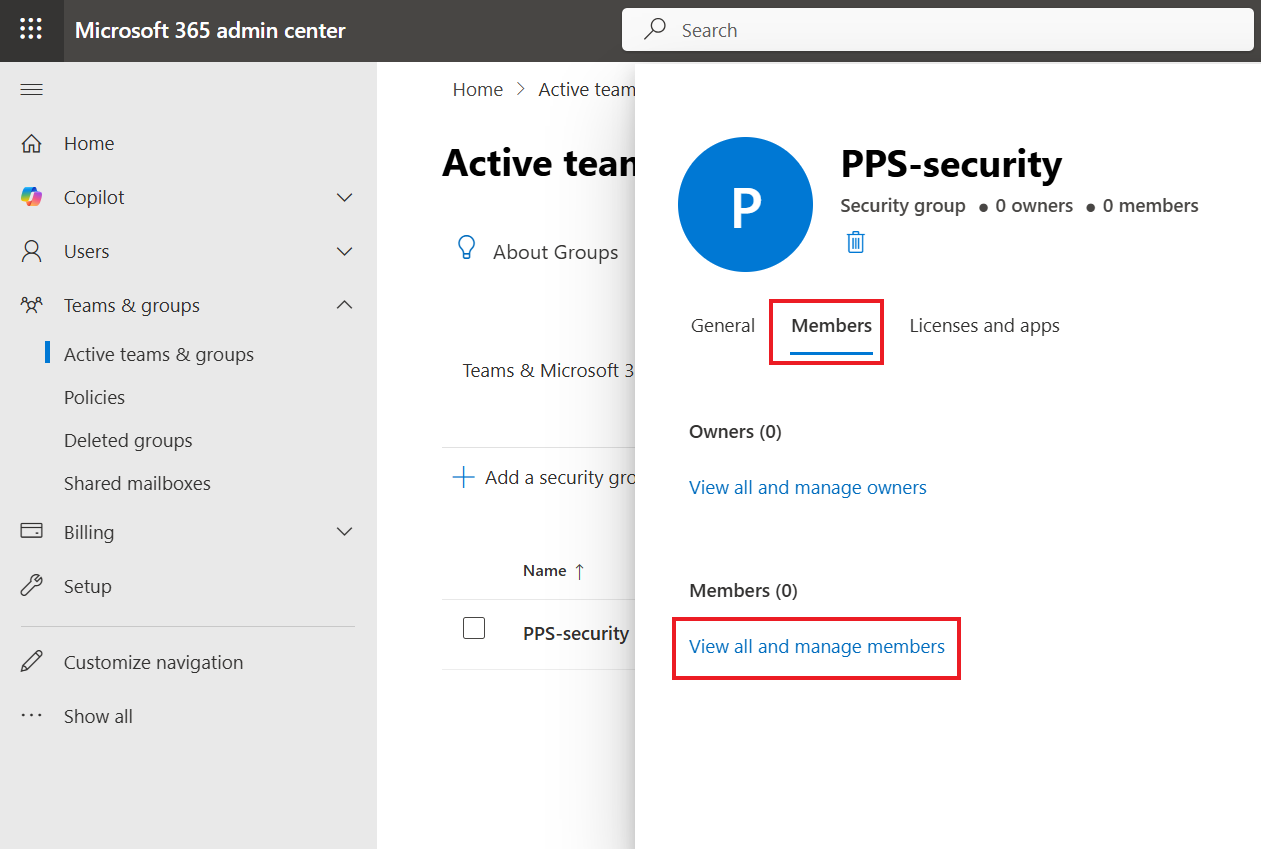 Microsoft 365 admin center
Search
Home
Copilot
Users
Teams & groups
Active teams & groups
Policies
Deleted groups
Shared mailboxes
Billing
Setup
Customize navigation
Show all
Home > Active team
Active tean
About Groups
Teams & Microsoft 3
Add a security gro
Name ↑
PPS-security
P
PPS-security
Security group ● 0 owners ● 0 members
General Members Licenses and apps
Owners (0)
View all and manage owners
Members (0)
View all and manage members